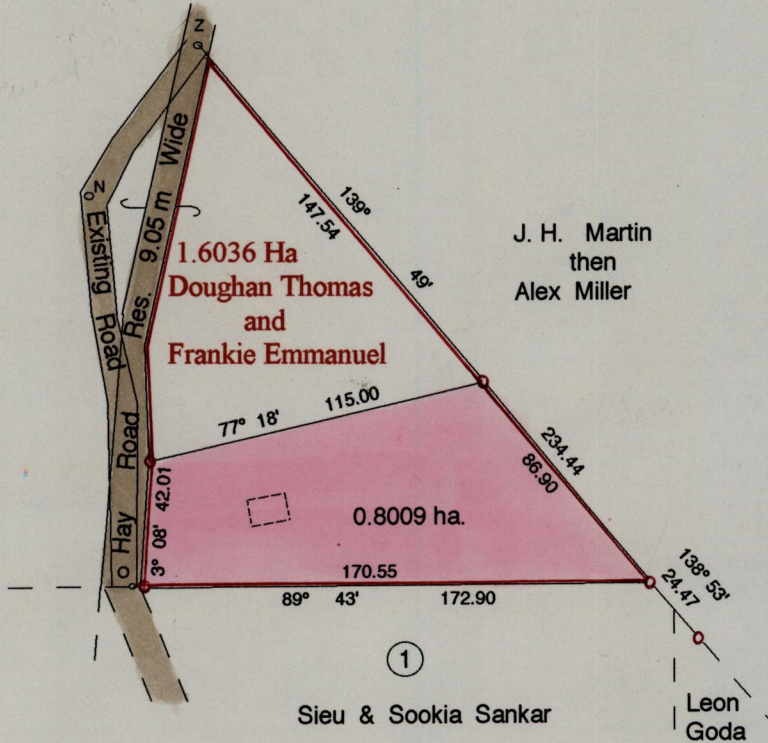 Z
Z
Existing Road
Res. 9.05 m Wide
Hay Road
139° 49'
147.54
J. H. Martin
then
Alex Miller
1.6036 Ha
Doughan Thomas
and
Frankie Emmanuel
77° 18' 115.00
234.44
86.90
42.01
3° 08'
0.8009 ha.
170.55
89° 43' 172.90
138° 53'
24.47
1
Sieu & Sookia Sankar
Leon
Goda